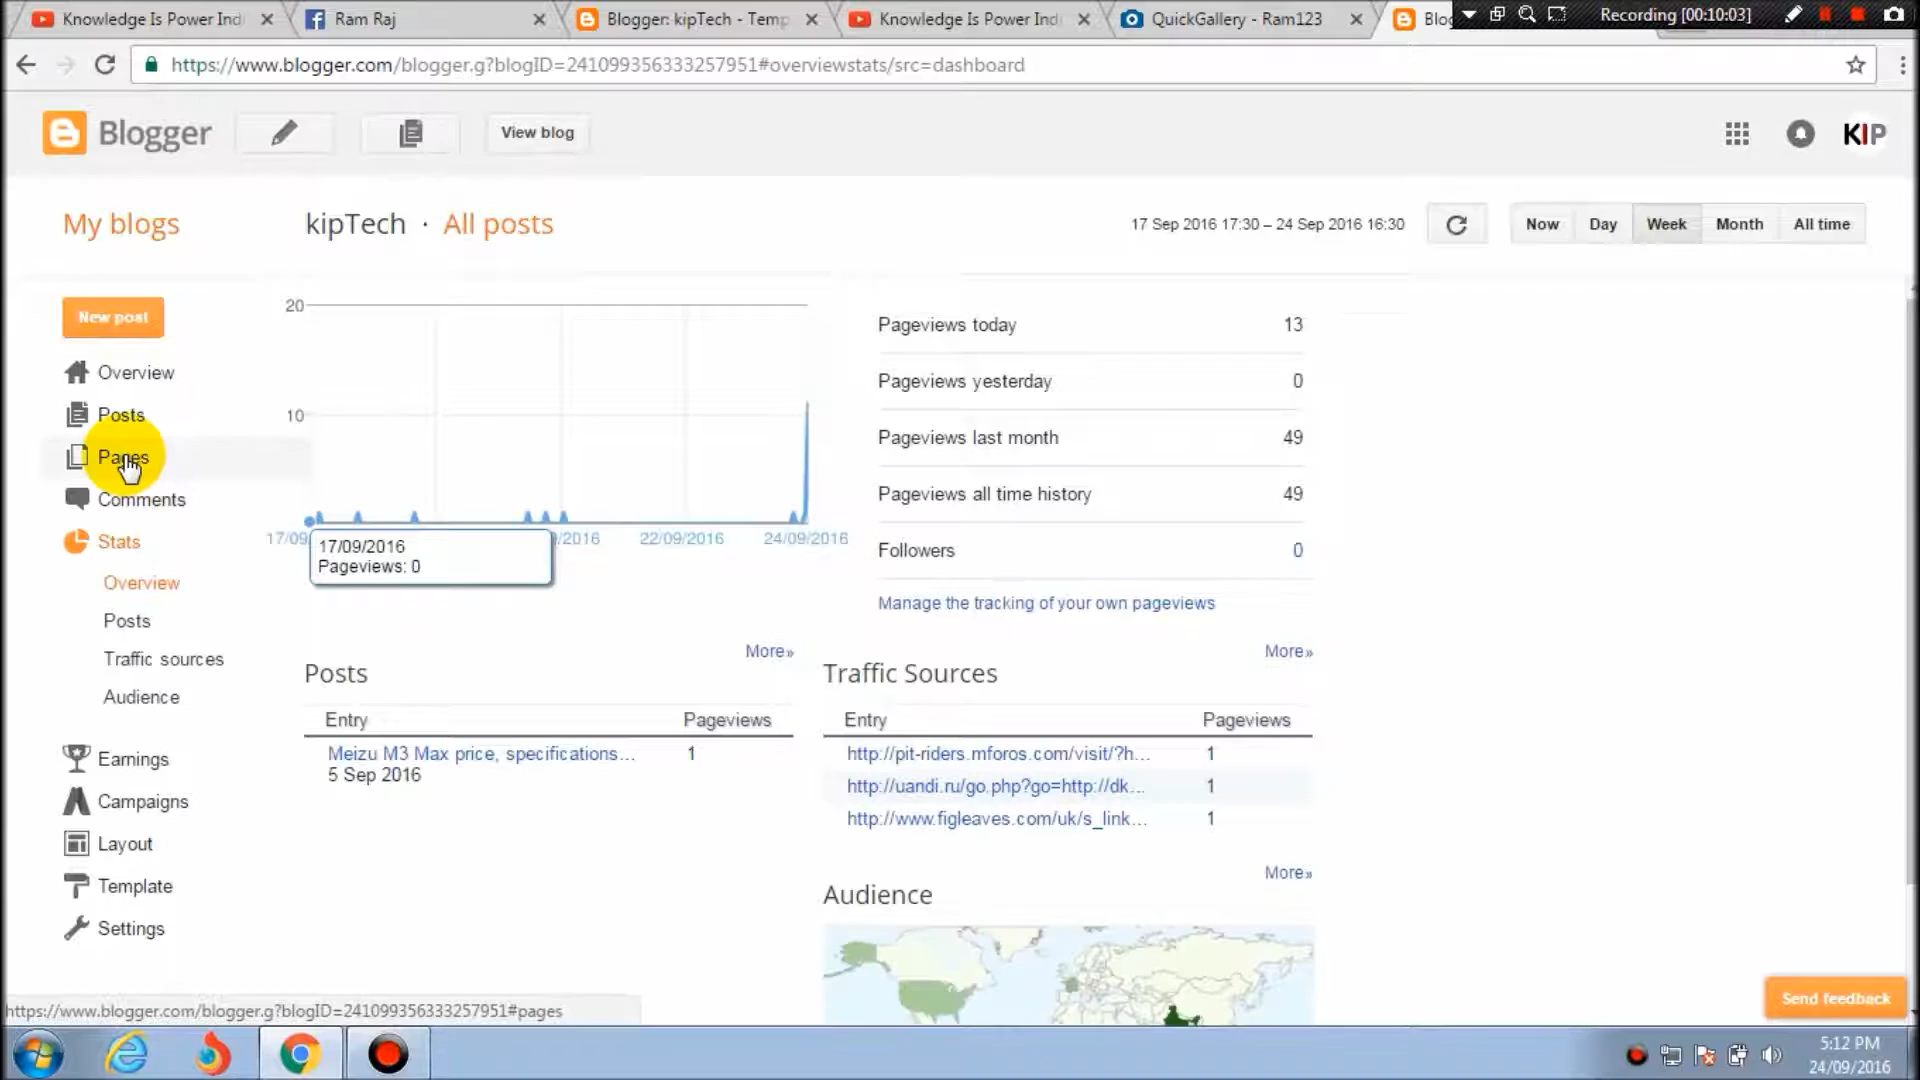 Knowledge Is Power Indi
Ram Raj
Blogger: kipTech - Temp
Knowledge Is Power Indi
QuickGallery - Ram123
Blo
Recording [00:10:03]
https://www.blogger.com/blogger.g?blogID=241099356333257951#overviewstats/src=dashboard
Blogger
View blog
KIP
My blogs
kipTech · All posts
17 Sep 2016 17:30 – 24 Sep 2016 16:30
Now
Day
Week
Month
All time
New post
Overview
Posts
Pages
Comments
Stats
Overview
Posts
Traffic sources
Audience
Earnings
Campaigns
Layout
Template
Settings
20
10
17/09
/2016
22/09/2016
24/09/2016
17/09/2016
Pageviews: 0
Pageviews today 13
Pageviews yesterday 0
Pageviews last month 49
Pageviews all time history 49
Followers 0
Manage the tracking of your own pageviews
More»
Posts
Entry Pageviews
Meizu M3 Max price, specifications... 1
5 Sep 2016
More»
Traffic Sources
Entry Pageviews
http://pit-riders.mforos.com/visit/?h... 1
http://uandi.ru/go.php?go=http://dk... 1
http://www.figleaves.com/uk/s_link... 1
More»
Audience
Send feedback
https://www.blogger.com/blogger.g?blogID=241099356333257951#pages
5:12 PM
24/09/2016